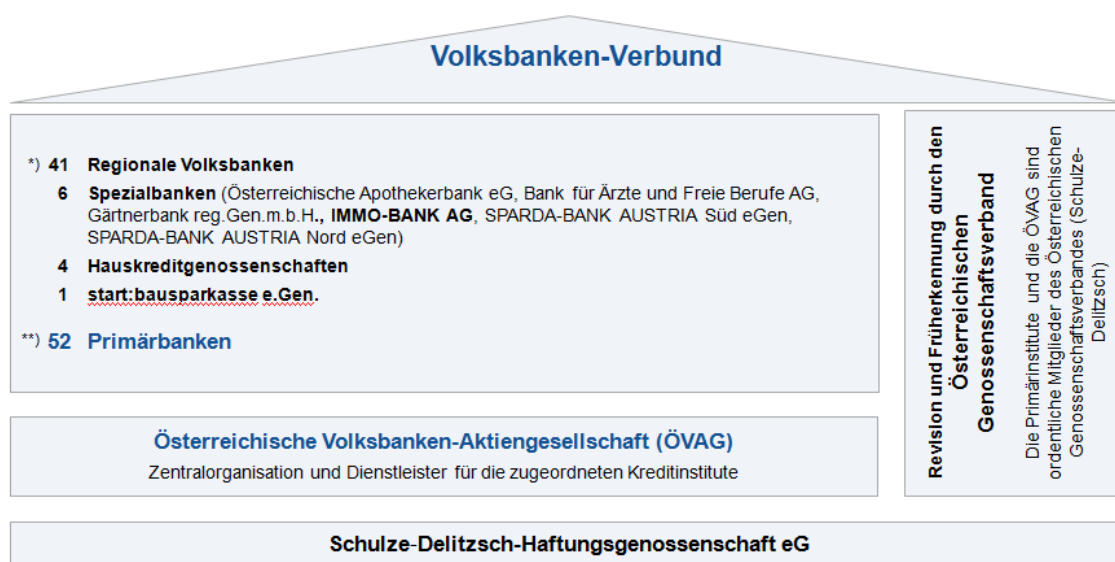 Volksbanken-Verbund
*) 41 Regionale Volksbanken
6 Spezialbanken (Österreichische Apothekerbank eG, Bank für Ärzte und Freie Berufe AG,
Gärtnerbank reg.Gen.m.b.H., IMMO-BANK AG, SPARDA-BANK AUSTRIA Süd eGen,
SPARDA-BANK AUSTRIA Nord eGen)
4 Hauskreditgenossenschaften
1 start:bausparkasse e.Gen.
**) 52 Primärbanken
Österreichische Volksbanken-Aktiengesellschaft (ÖVAG)
Zentralorganisation und Dienstleister für die zugeordneten Kreditinstitute
Revision und Früherkennung durch den
Österreichischen
Genossenschaftsverband
Die Primärinstitute und die ÖVAG sind
ordentliche Mitglieder des Österreichischen
Genossenschaftsverbandes (Schulze-
Delitzsch)
Schulze-Delitzsch-Haftungsgenossenschaft eG